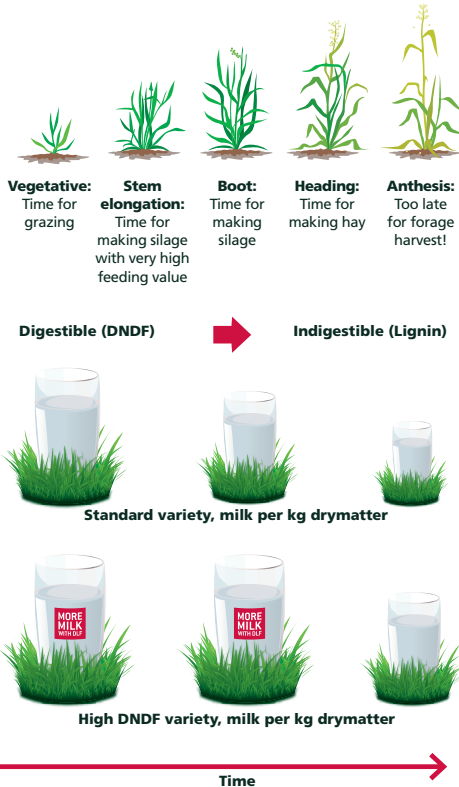 Vegetative:
Time for
grazing
Stem
elongation:
Time for
making silage
with very high
feeding value
Boot:
Time for
making
silage
Heading:
Time for
making hay
Anthesis:
Too late
for forage
harvest!
Digestible (DNDF)
Indigestible (Lignin)
Standard variety, milk per kg drymatter
MORE
MILK
WITH DLF
MORE
MILK
WITH DLF
High DNDF variety, milk per kg drymatter
Time